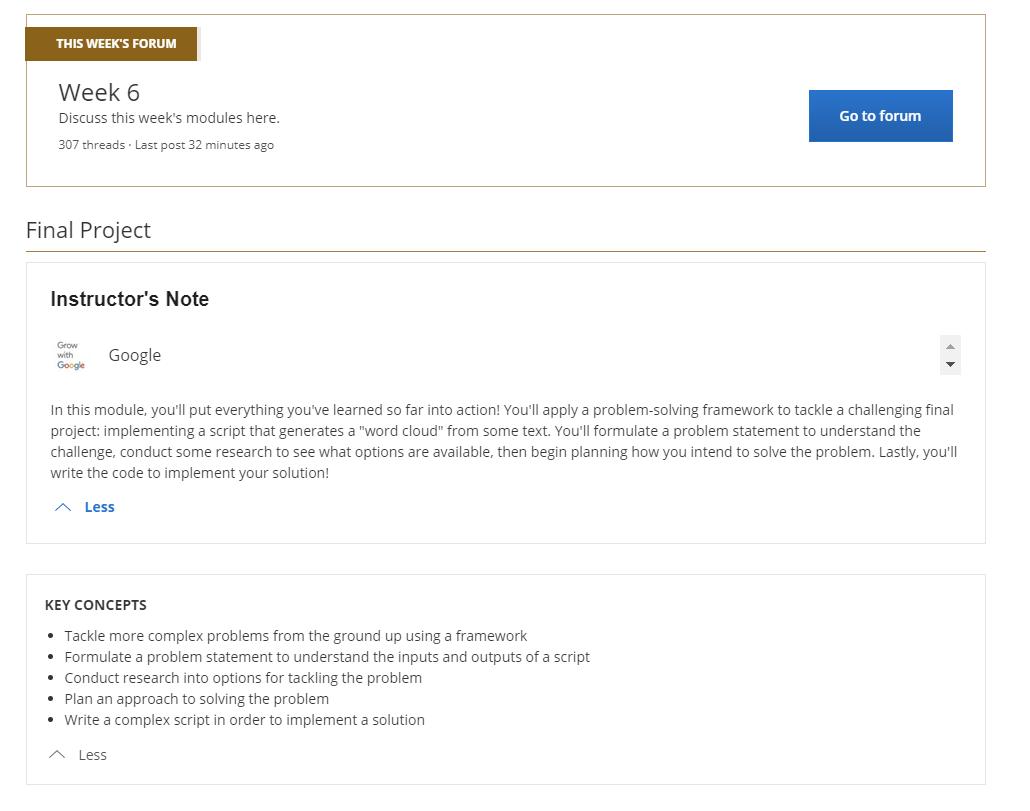 THIS WEEK'S FORUM
Week 6
Discuss this week's modules here.
307 threads · Last post 32 minutes ago
Go to forum
Final Project
Instructor's Note
Grow
with
Google
Google
In this module, you'll put everything you've learned so far into action! You'll apply a problem-solving framework to tackle a challenging final
project: implementing a script that generates a "word cloud" from some text. You'll formulate a problem statement to understand the
challenge, conduct some research to see what options are available, then begin planning how you intend to solve the problem. Lastly, you'll
write the code to implement your solution!
Less
KEY CONCEPTS
• Tackle more complex problems from the ground up using a framework
• Formulate a problem statement to understand the inputs and outputs of a script
• Conduct research into options for tackling the problem
• Plan an approach to solving the problem
• Write a complex script in order to implement a solution
Less